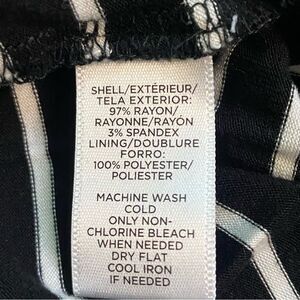 SHELL/EXTÉRIEUR/
TELA EXTERIOR:
97% RAYON/
RAYONNE/RAYÓN
3% SPANDEX
LINING/DOUBLURE
FORRO:
100% POLYESTER/
POLIESTER
MACHINE WASH
COLD
ONLY NON-
CHLORINE BLEACH
WHEN NEEDED
DRY FLAT
COOL IRON
IF NEEDED